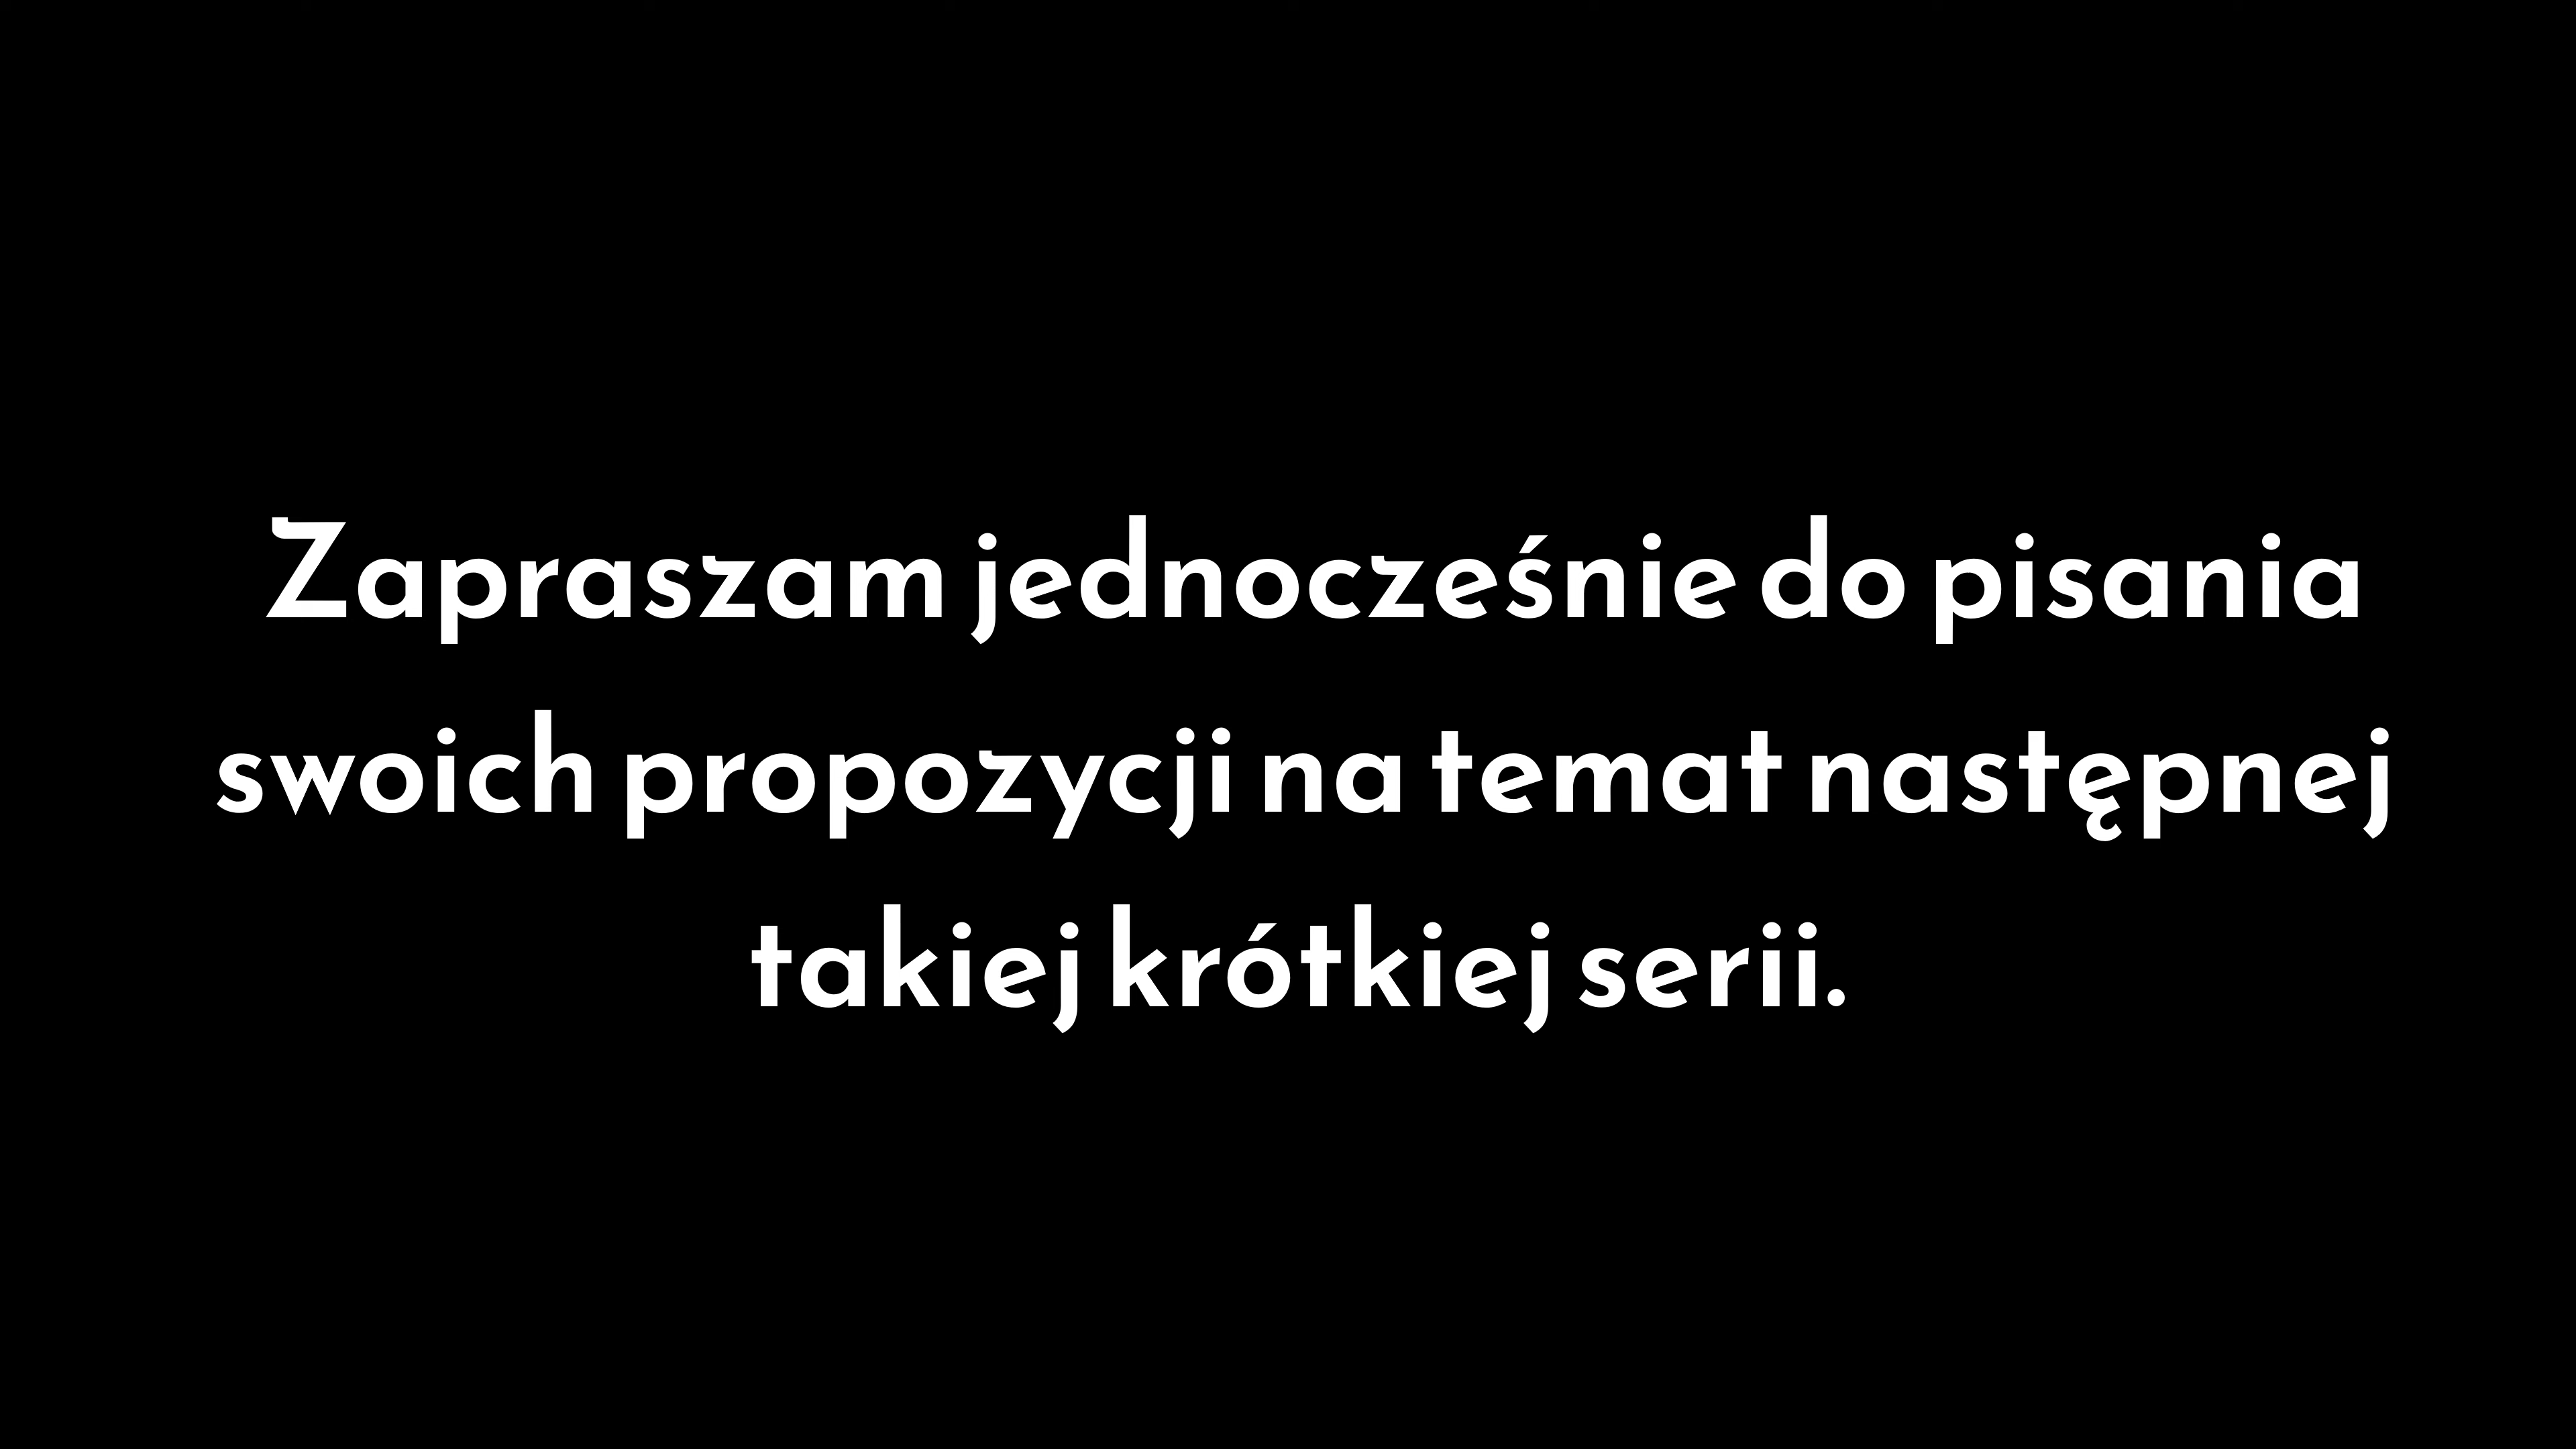 Zapraszam jednocześnie do pisania
swoich propozycji na temat następnej
takiej krótkiej serii.